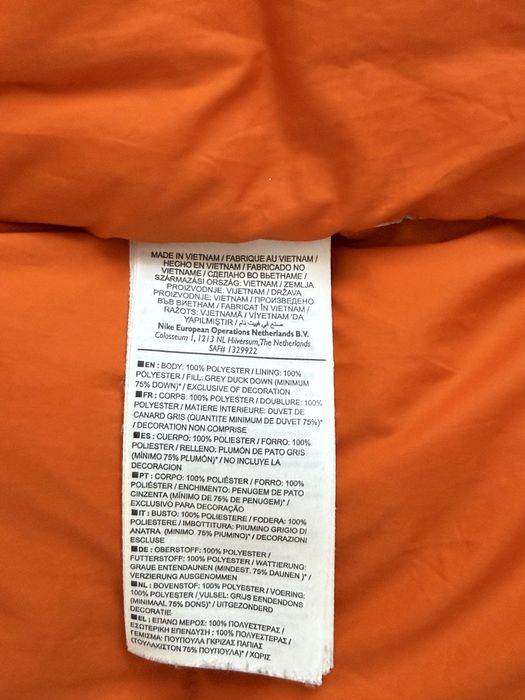 MADE IN VIETNAM / FABRIQUE AU VIETNAM /
HECHO EN VIETNAM / FABRICADO NO
VIETNAME / СДЕЛАНО ВО ВЬЕТНАМЕ /
SZÁRMAZÁSI ORSZÁG: VIETNAM / ZEMLJA
PROIZVODNJE: VIJETNAM / DRŽAVA
PROIZVODNJE: VIETNAM / ПРОИЗВЕДЕНО
ВЪВ ВИЕТНАМ / FABRICAT ÎN VIETNAM /
RAŽOTS: VJETNAMĀ / VİYETNAM 'DA
YAPILMIŞTIR / صنع في فييت نام
Nike European Operations Netherlands B.V.
Colosseum 1, 1213 NL Hilversum,The Netherlands
SAF# 1329922
■EN : BODY: 100% POLYESTER / LINING: 100%
POLYESTER / FILL: GREY DUCK DOWN (MINIMUM
75% DOWN)* / EXCLUSIVE OF DECORATION
■FR : CORPS: 100% POLYESTER / DOUBLURE: 100%
POLYESTER / MATIERE INTERIEURE: DUVET DE
CANARD GRIS (QUANTITE MINIMUM DE DUVET 75%)*
/ DECORATION NON COMPRISE
■ES : CUERPO: 100% POLIÉSTER / FORRO: 100%
POLIESTER / RELLENO: PLUMÓN DE PATO GRIS
(MÍNIMO 75% PLUMÓN)* / NO INCLUYE LA
DECORACION
■PT : CORPO: 100% POLIÉSTER / FORRO: 100%
POLIÉSTER / ENCHIMENTO: PENUGEM DE PATO
CINZENTA (MÍNIMO DE 75% DE PENUGEM)* /
EXCLUSIVO PARA DECORAÇÃO
■IT : BUSTO: 100% POLIESTERE / FODERA: 100%
POLIESTERE / IMBOTTITURA: PIUMINO GRIGIO DI
ANATRA (MINIMO 75% PIUMINO)* / DECORAZIONI
ESCLUSE
■DE : OBERSTOFF: 100% POLYESTER /
FUTTERSTOFF: 100% POLYESTER / WATTIERUNG:
GRAUE ENTENDAUNEN (MINDEST. 75% DAUNEN )* /
VERZIERUNG AUSGENOMMEN
■NL : BOVENSTOF: 100% POLYESTER / VOERING:
100% POLYESTER / VULSEL: GRIJS EENDENDONS
(MINIMAAL 75% DONS)* / UITGEZONDERD
DECORATIE
■EL : ΕΠΑΝΩ ΜΕΡΟΣ: 100% ΠΟΛΥΕΣΤΕΡΑΣ /
ΕΣΩΤΕΡΙΚΗ ΕΠΕΝΔΥΣΗ : 100% ΠΟΛΥΕΣΤΕΡΑΣ /
ΓΕΜΙΣΜΑ: ΠΟΥΠΟΥΛΑ ΓΚΡΙΖΑΣ ΠΑΠΙΑΣ
(ΤΟΥΛΑΚΙΣΤΟΝ 75% ΠΟΥΠΟΥΛΑ)* / ΧΩΡΙΣ